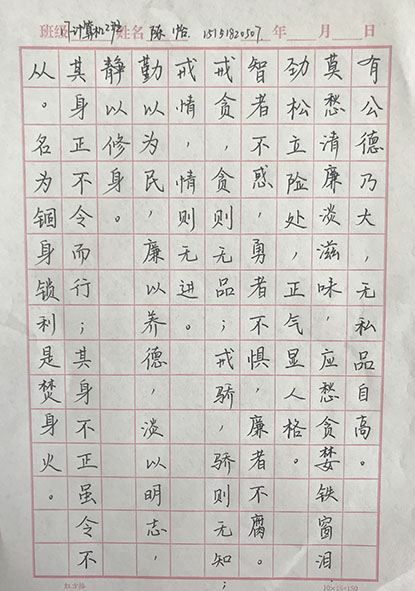 班级 计算机2班 姓名 陈怡 15151820507 年 月 日
有公德乃大，无私品自高。
莫愁清廉淡滋味，应愁贪婪铁窗泪；
劲松立险处，正气显人格。
智者不惑，勇者不惧，廉者不腐。
戒贪，贪则无品；戒骄，骄则无知；
戒情，情则无进。
勤以为民，廉以养德，淡以明志，
静以修身。
其身正不令而行；其身不正虽令不
从。名为锢身锁利是焚身火。
10×15=150